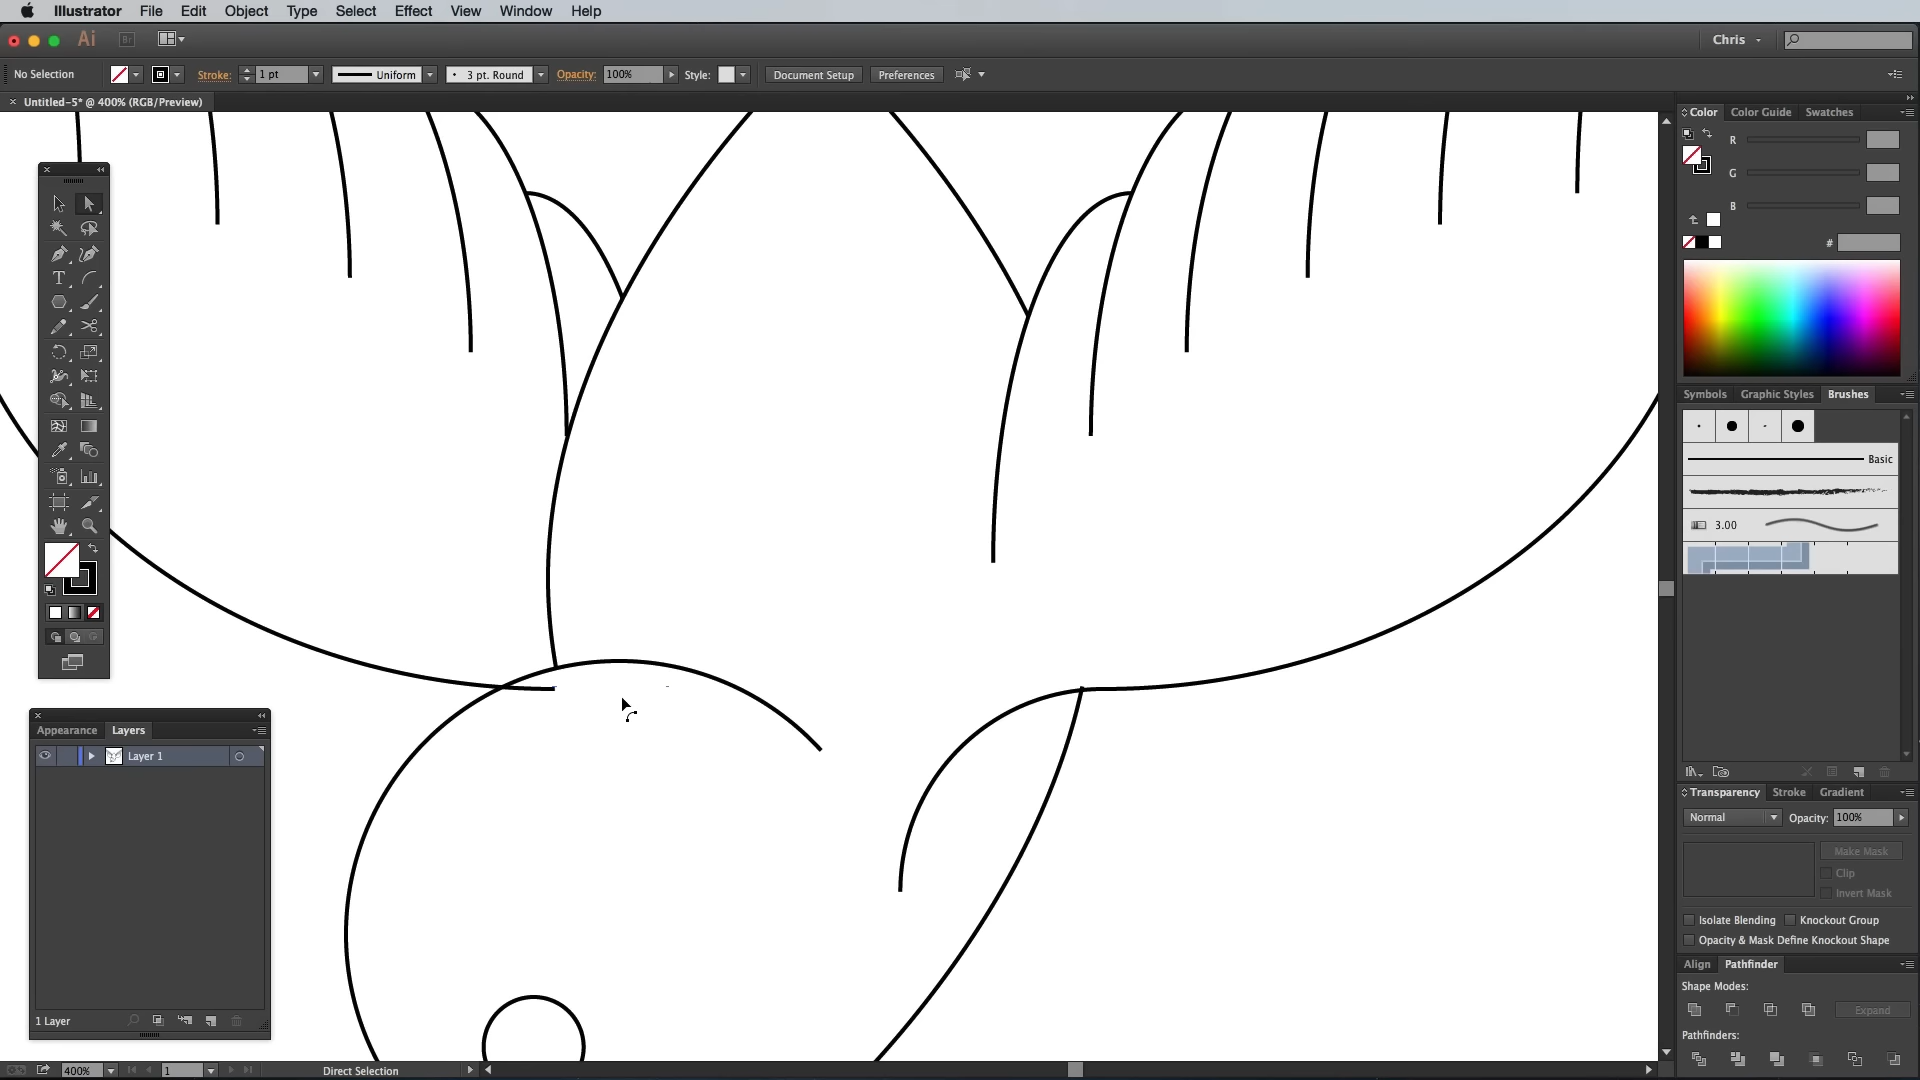 Illustrator File Edit Object Type Select Effect View Window Help
Ai Br Chris
No Selection Stroke: 1 pt Uniform 3 pt. Round Opacity: 100% Style: Document Setup Preferences
Untitled-5* @ 400% (RGB/Preview)
Color Color Guide Swatches
R
G
B
#
Symbols Graphic Styles Brushes
Basic
3.00
Appearance Layers
Layer 1
1 Layer
Transparency Stroke Gradient
Normal Opacity: 100%
Make Mask
Clip
Invert Mask
Isolate Blending Knockout Group
Opacity & Mask Define Knockout Shape
Align Pathfinder
Shape Modes:
Expand
Pathfinders:
400% 1 Direct Selection